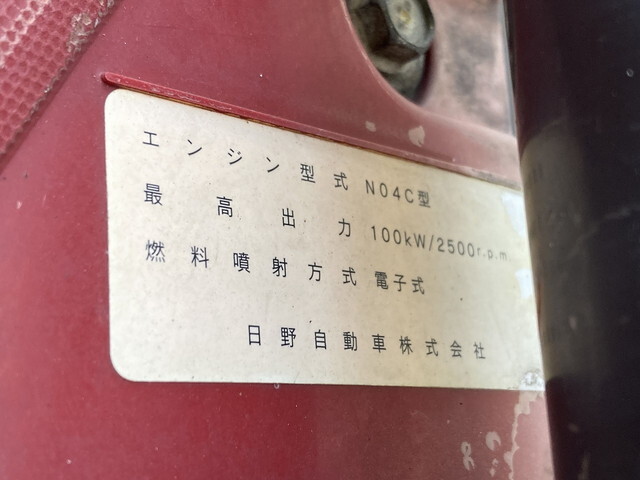 エンジン型式 N04C型
最高出力 100kW/2500r.p.m
燃料噴射方式 電子式
日野自動車株式会社